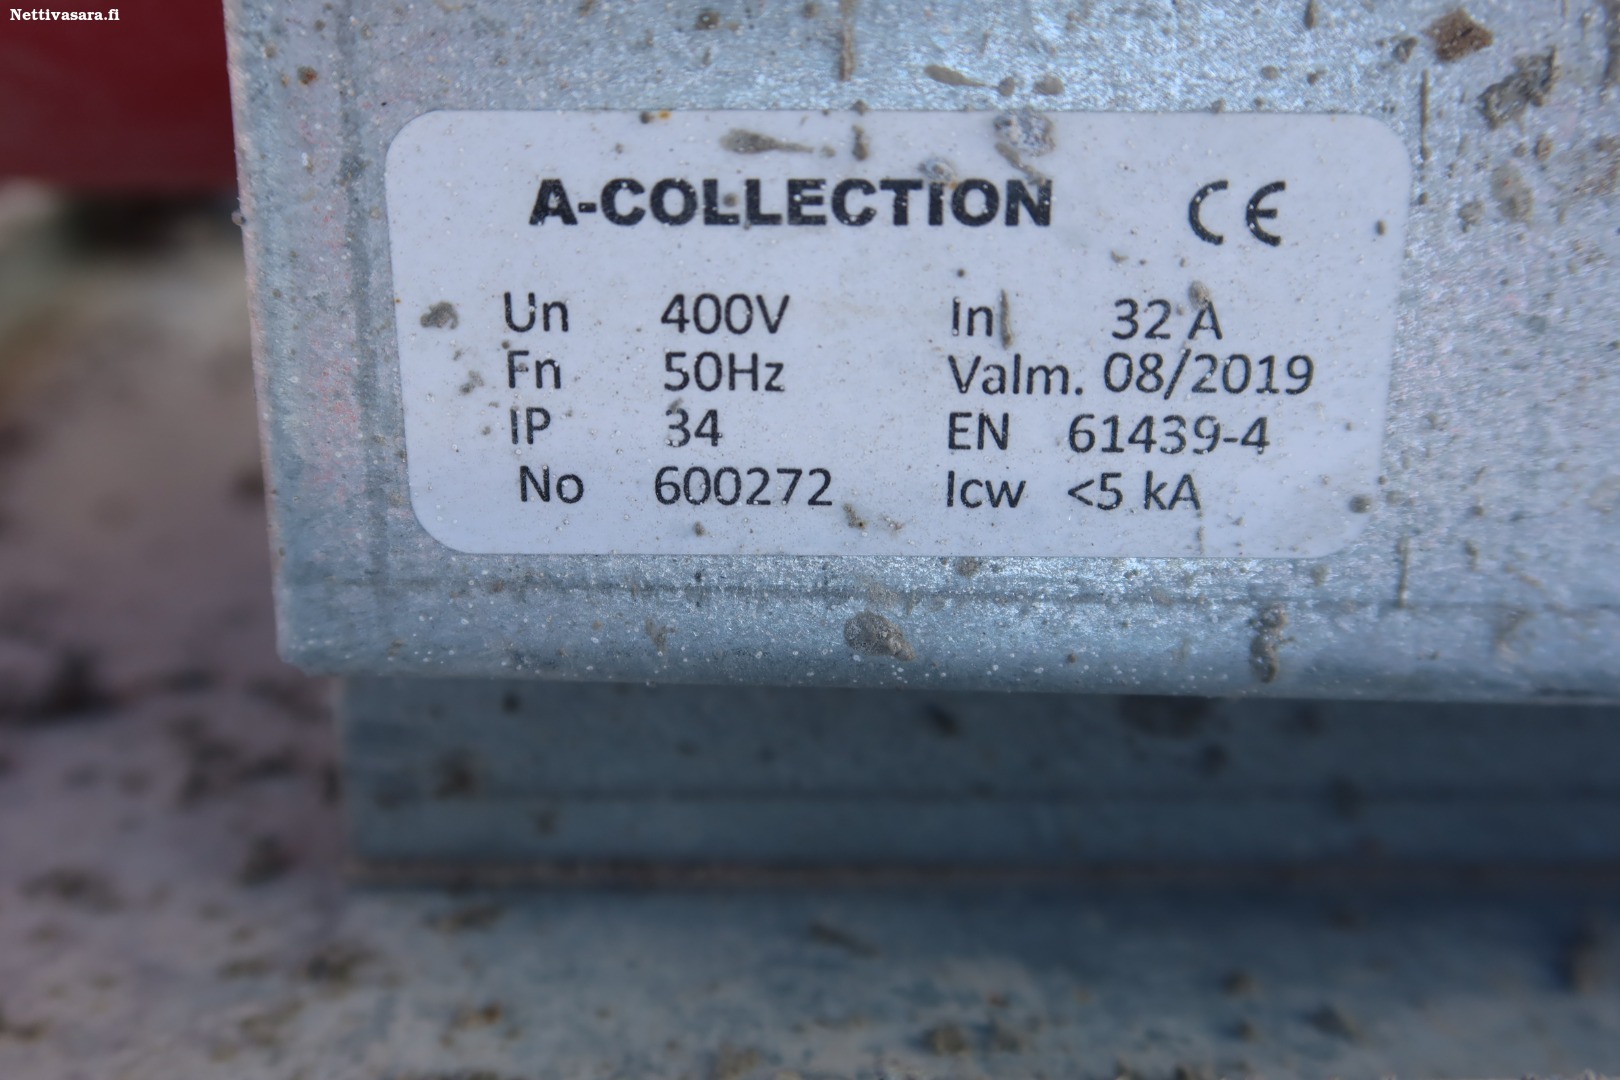 Nettivasara.fi
A-COLLECTION CE
Un 400V In 32 A
Fn 50Hz Valm. 08/2019
IP 34 EN 61439-4
No 600272 Icw <5 kA